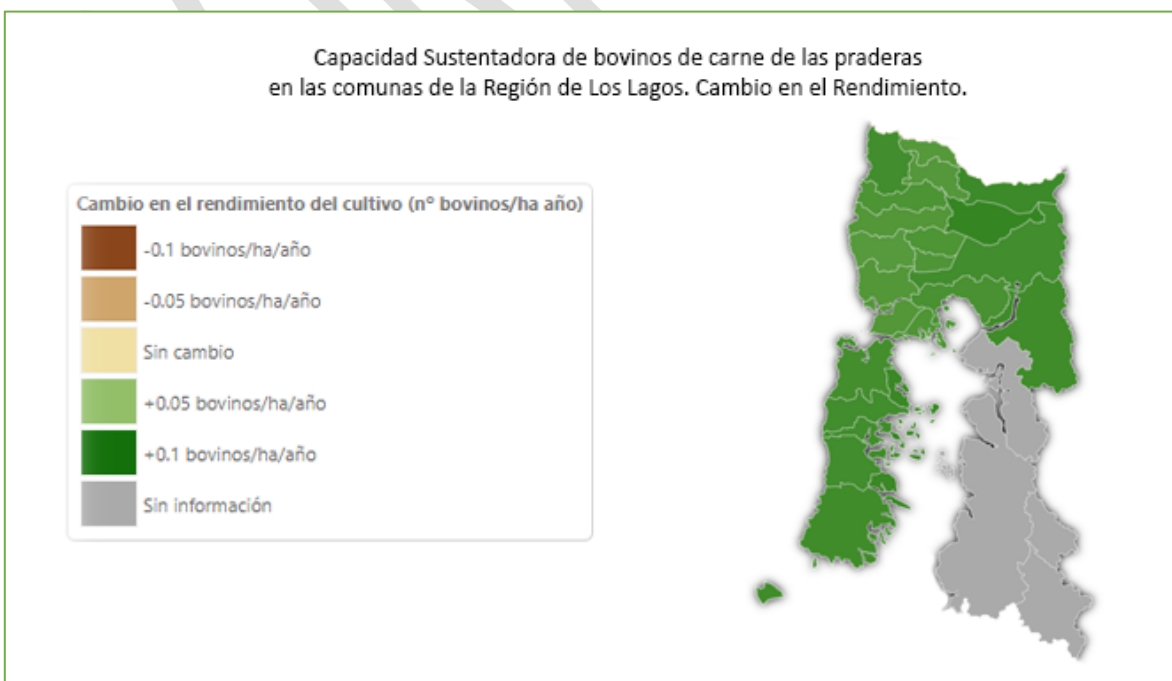 Capacidad Sustentadora de bovinos de carne de las praderas
en las comunas de la Región de Los Lagos. Cambio en el Rendimiento.
Cambio en el rendimiento del cultivo (n° bovinos/ha año)
-0.1 bovinos/ha/año
-0.05 bovinos/ha/año
Sin cambio
+0.05 bovinos/ha/año
+0.1 bovinos/ha/año
Sin información